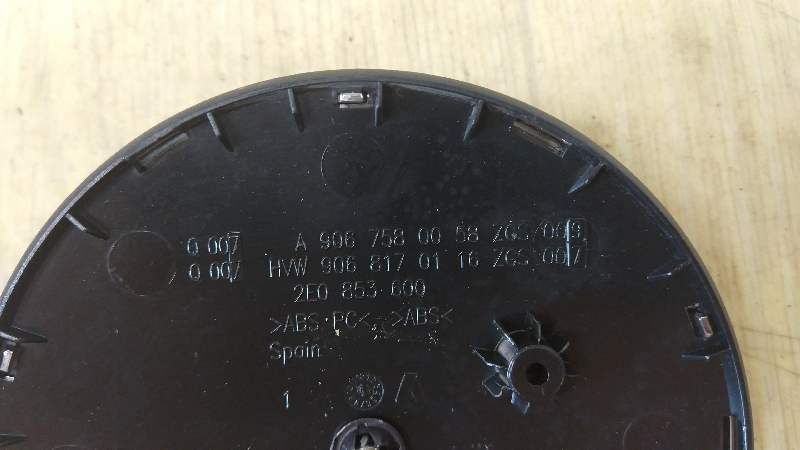 0 007 A 906 758 00 58 ZGS 009
0 007 HVW 906 817 01 16 ZGS 007
2E0 853 600
>ABS PC< >ABS<
Spain
1